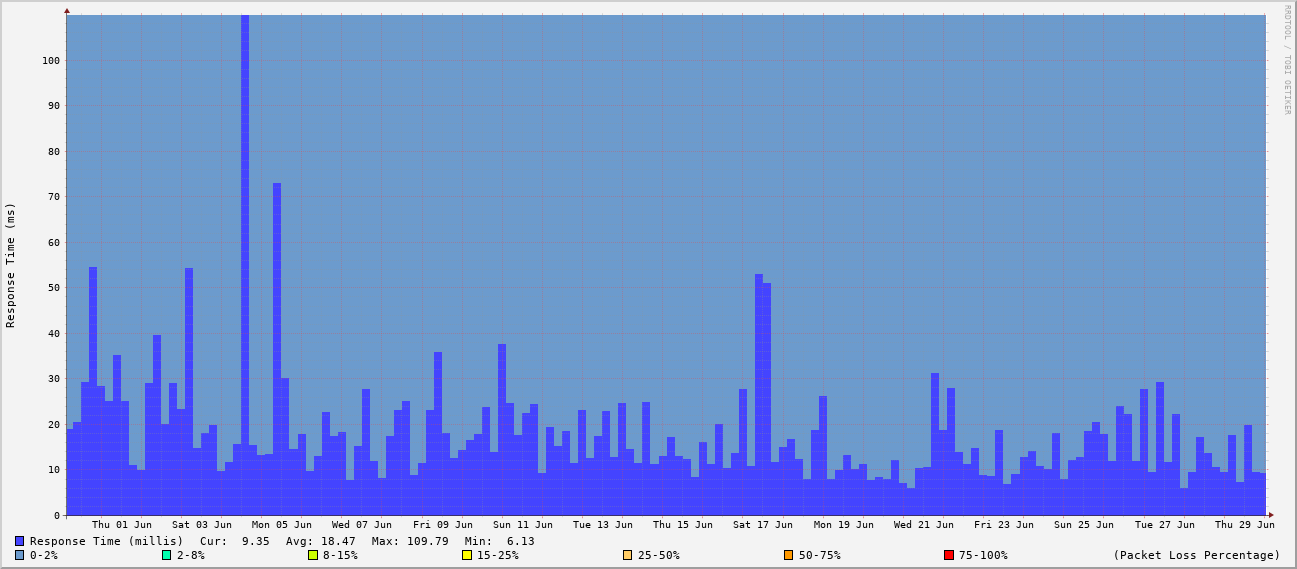 RRDTOOL / TOBI OETIKER
Response Time (ms)
100
90
80
70
60
50
40
30
20
10
0
Thu 01 Jun Sat 03 Jun Mon 05 Jun Wed 07 Jun Fri 09 Jun Sun 11 Jun Tue 13 Jun Thu 15 Jun Sat 17 Jun Mon 19 Jun Wed 21 Jun Fri 23 Jun Sun 25 Jun Tue 27 Jun Thu 29 Jun
Response Time (millis) Cur: 9.35 Avg: 18.47 Max: 109.79 Min: 6.13
0-2% 2-8% 8-15% 15-25% 25-50% 50-75% 75-100% (Packet Loss Percentage)